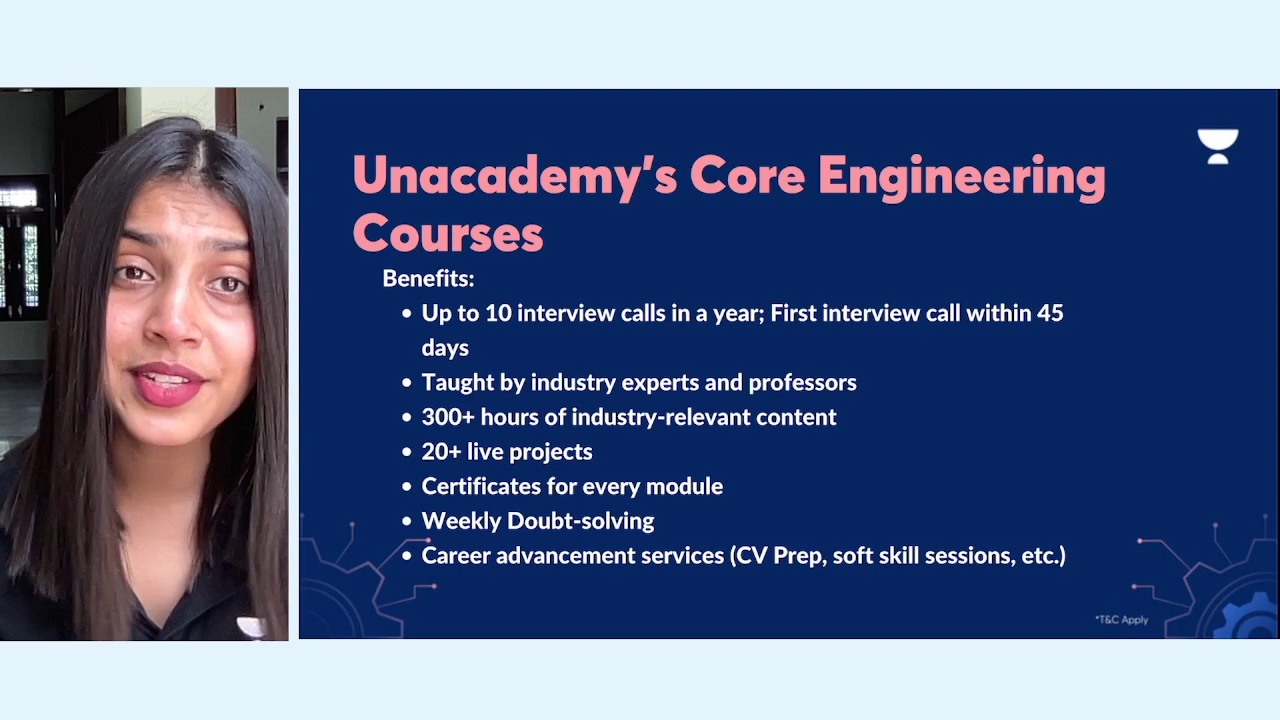 Unacademy's Core Engineering
Courses
Benefits:
• Up to 10 interview calls in a year; First interview call within 45
days
• Taught by industry experts and professors
• 300+ hours of industry-relevant content
• 20+ live projects
• Certificates for every module
• Weekly Doubt-solving
• Career advancement services (CV Prep, soft skill sessions, etc.)
*T&C Apply